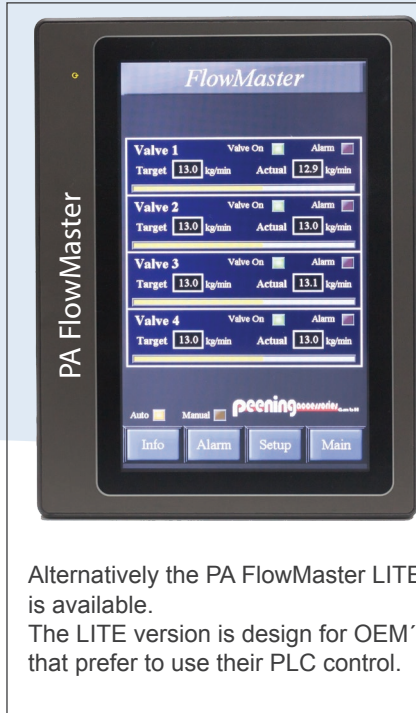 PA FlowMaster
FlowMaster
Valve 1 Valve On Alarm
Target 13.0 kg/min Actual 12.9 kg/min
Valve 2 Valve On Alarm
Target 13.0 kg/min Actual 13.0 kg/min
Valve 3 Valve On Alarm
Target 13.0 kg/min Actual 13.1 kg/min
Valve 4 Valve On Alarm
Target 13.0 kg/min Actual 13.0 kg/min
Auto Manual peening accessories GmbH
Info Alarm Setup Main
Alternatively the PA FlowMaster LITE
is available.
The LITE version is design for OEM´
that prefer to use their PLC control.